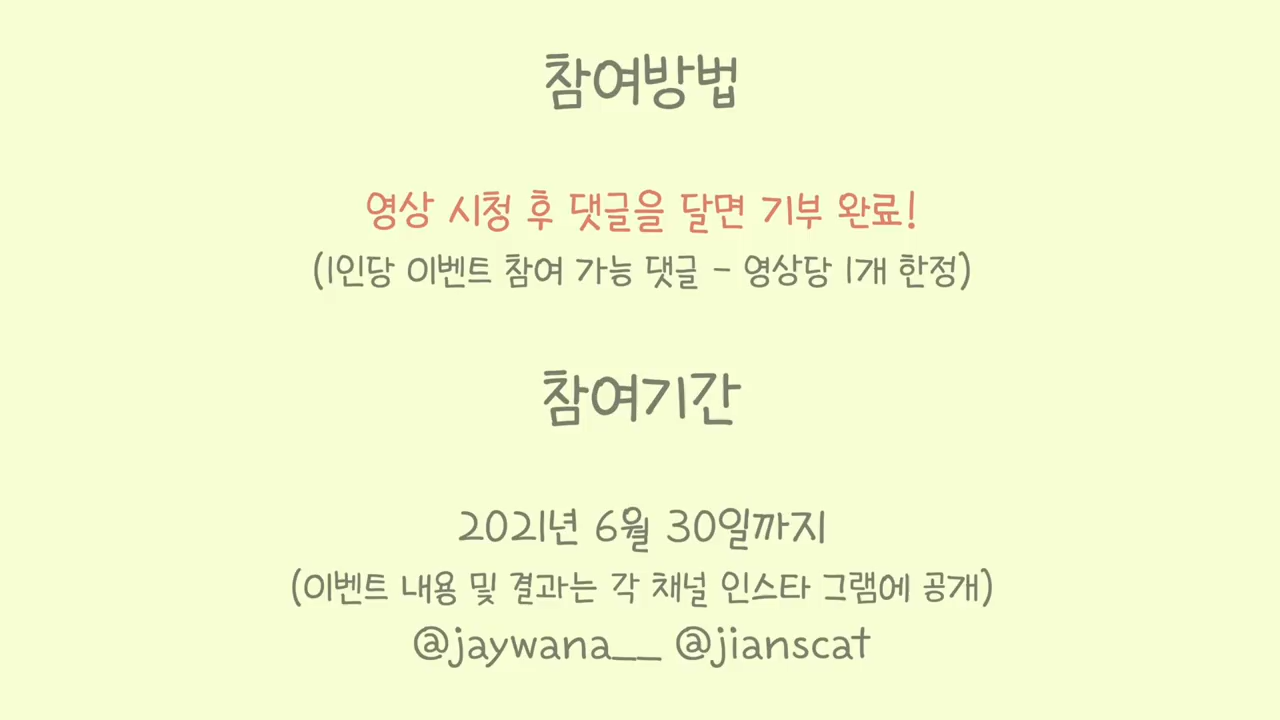 참여방법
영상 시청 후 댓글을 달면 기부 완료!
(1인당 이벤트 참여 가능 댓글 - 영상당 1개 한정)
참여기간
2021년 6월 30일까지
(이벤트 내용 및 결과는 각 채널 인스타 그램에 공개)
@jaywana__ @jianscat